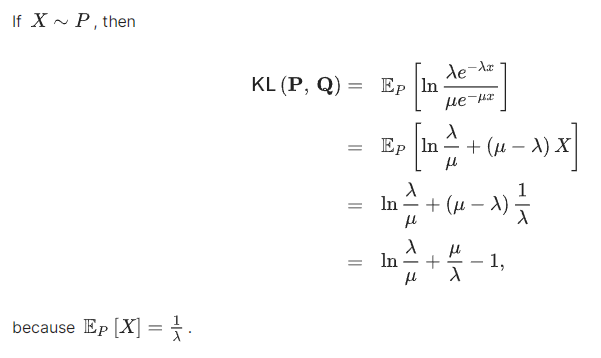 If X ∼ P, then
KL (P, Q) = 𝔼_P [ln (λe^{−λx})/(μe^{−μx})]
= 𝔼_P [ln λ/μ + (μ − λ) X]
= ln λ/μ + (μ − λ) 1/λ
= ln λ/μ + μ/λ − 1,
because 𝔼_P [X] = 1/λ .